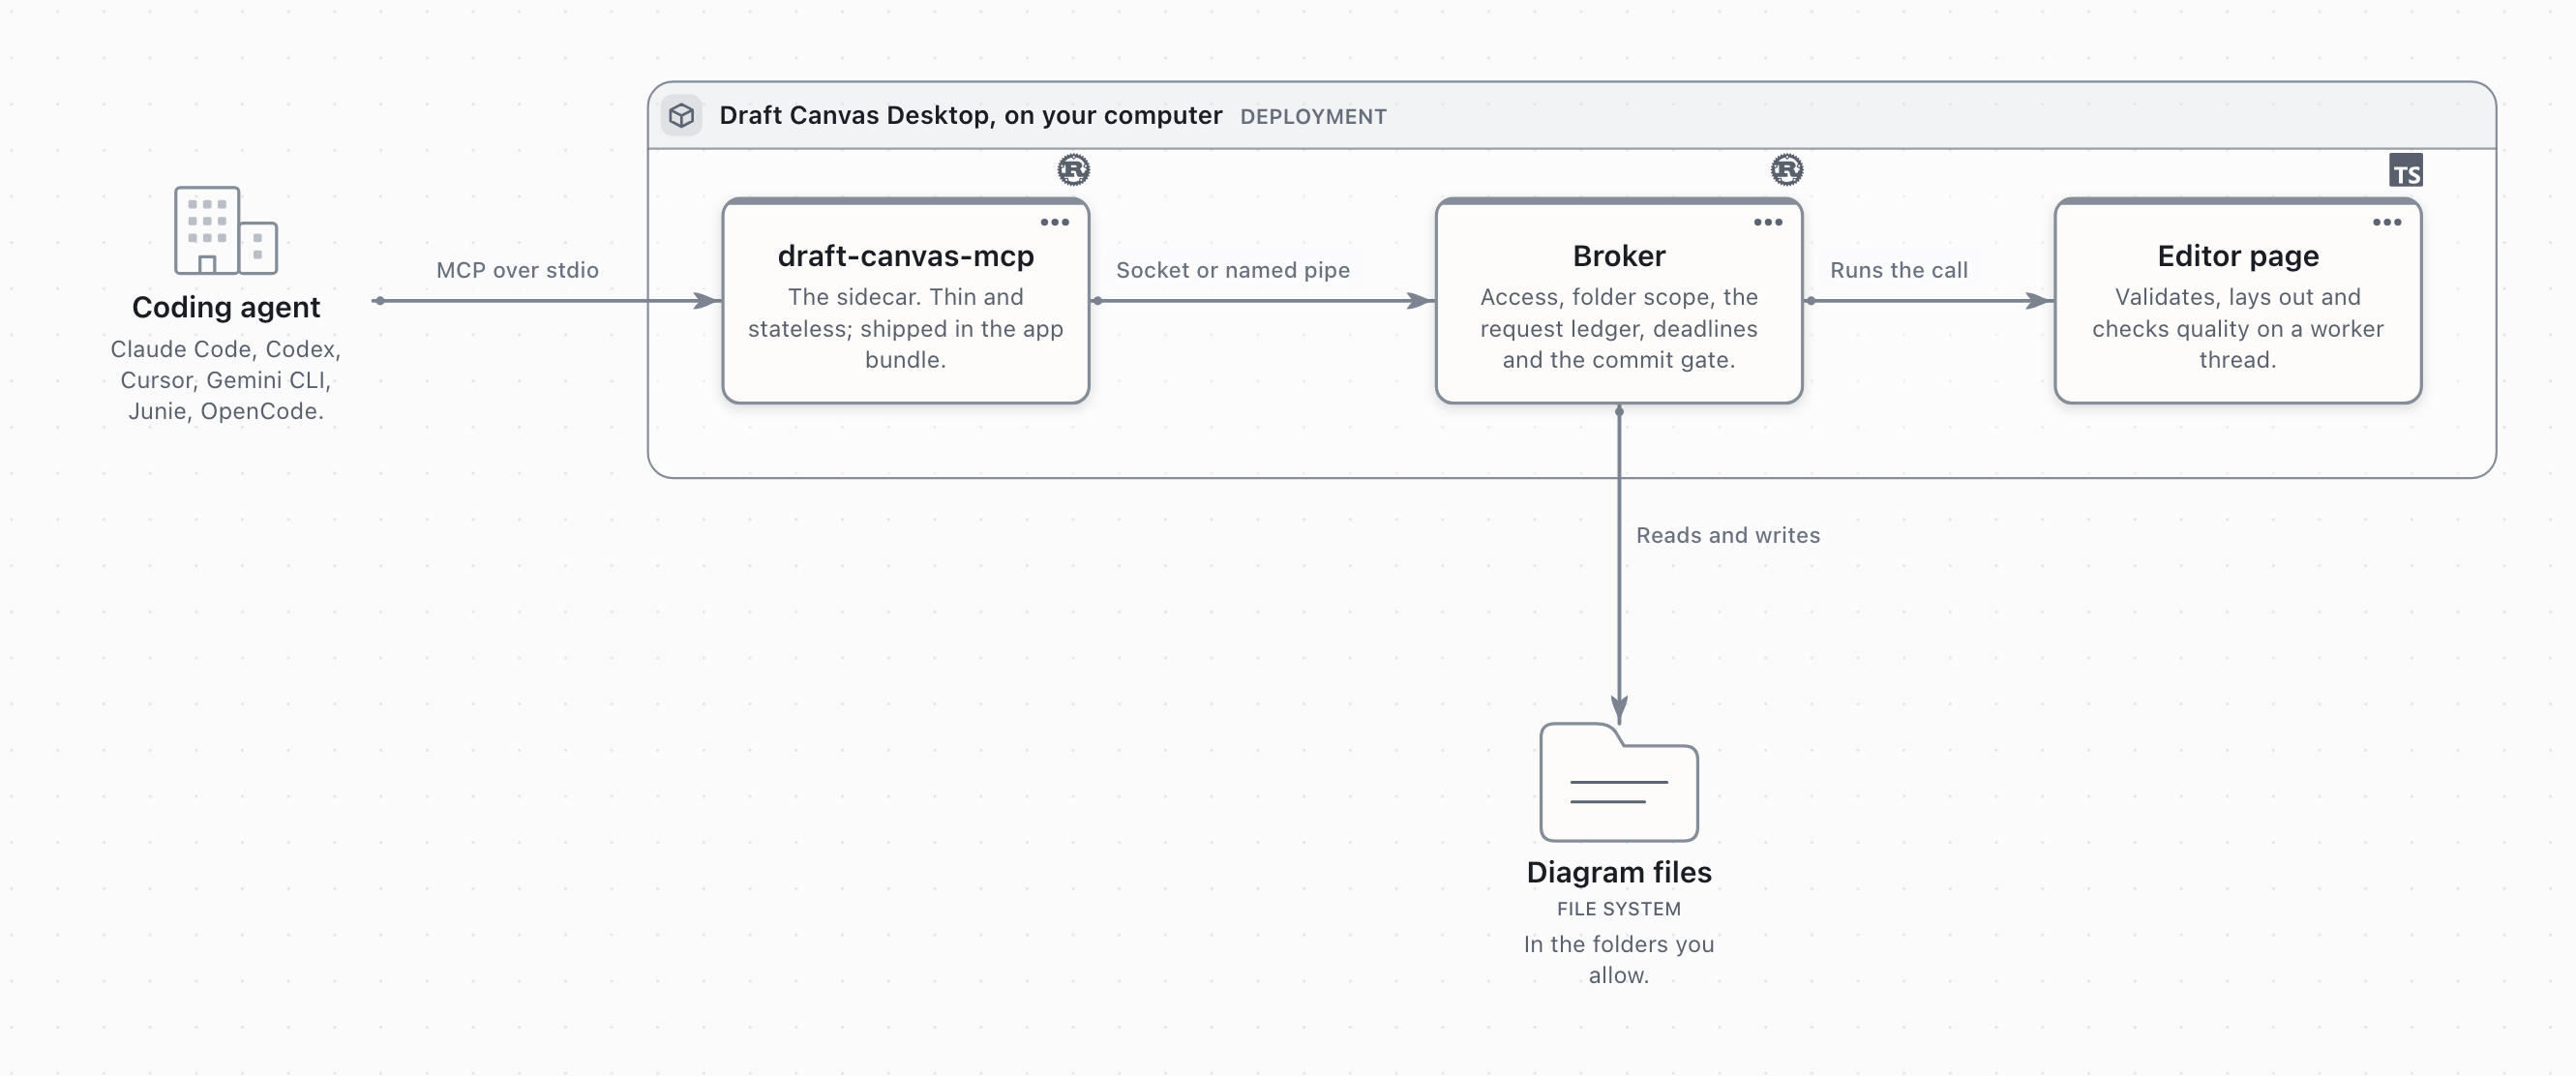 Draft Canvas Desktop, on your computer DEPLOYMENT
R
R
TS
Coding agent
Claude Code, Codex,
Cursor, Gemini CLI,
Junie, OpenCode.
MCP over stdio
draft-canvas-mcp
The sidecar. Thin and
stateless; shipped in the app
bundle.
Socket or named pipe
Broker
Access, folder scope, the
request ledger, deadlines
and the commit gate.
Runs the call
Editor page
Validates, lays out and
checks quality on a worker
thread.
Reads and writes
Diagram files
FILE SYSTEM
In the folders you
allow.